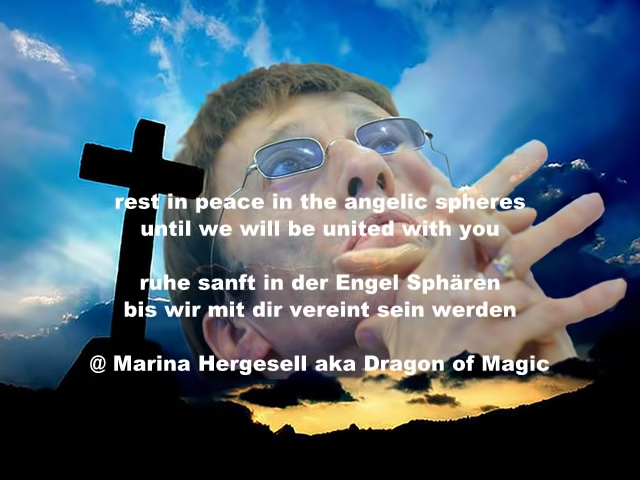 rest in peace in the angelic spheres
until we will be united with you
ruhe sanft in der Engel Sphären
bis wir mit dir vereint sein werden
@ Marina Hergesell aka Dragon of Magic